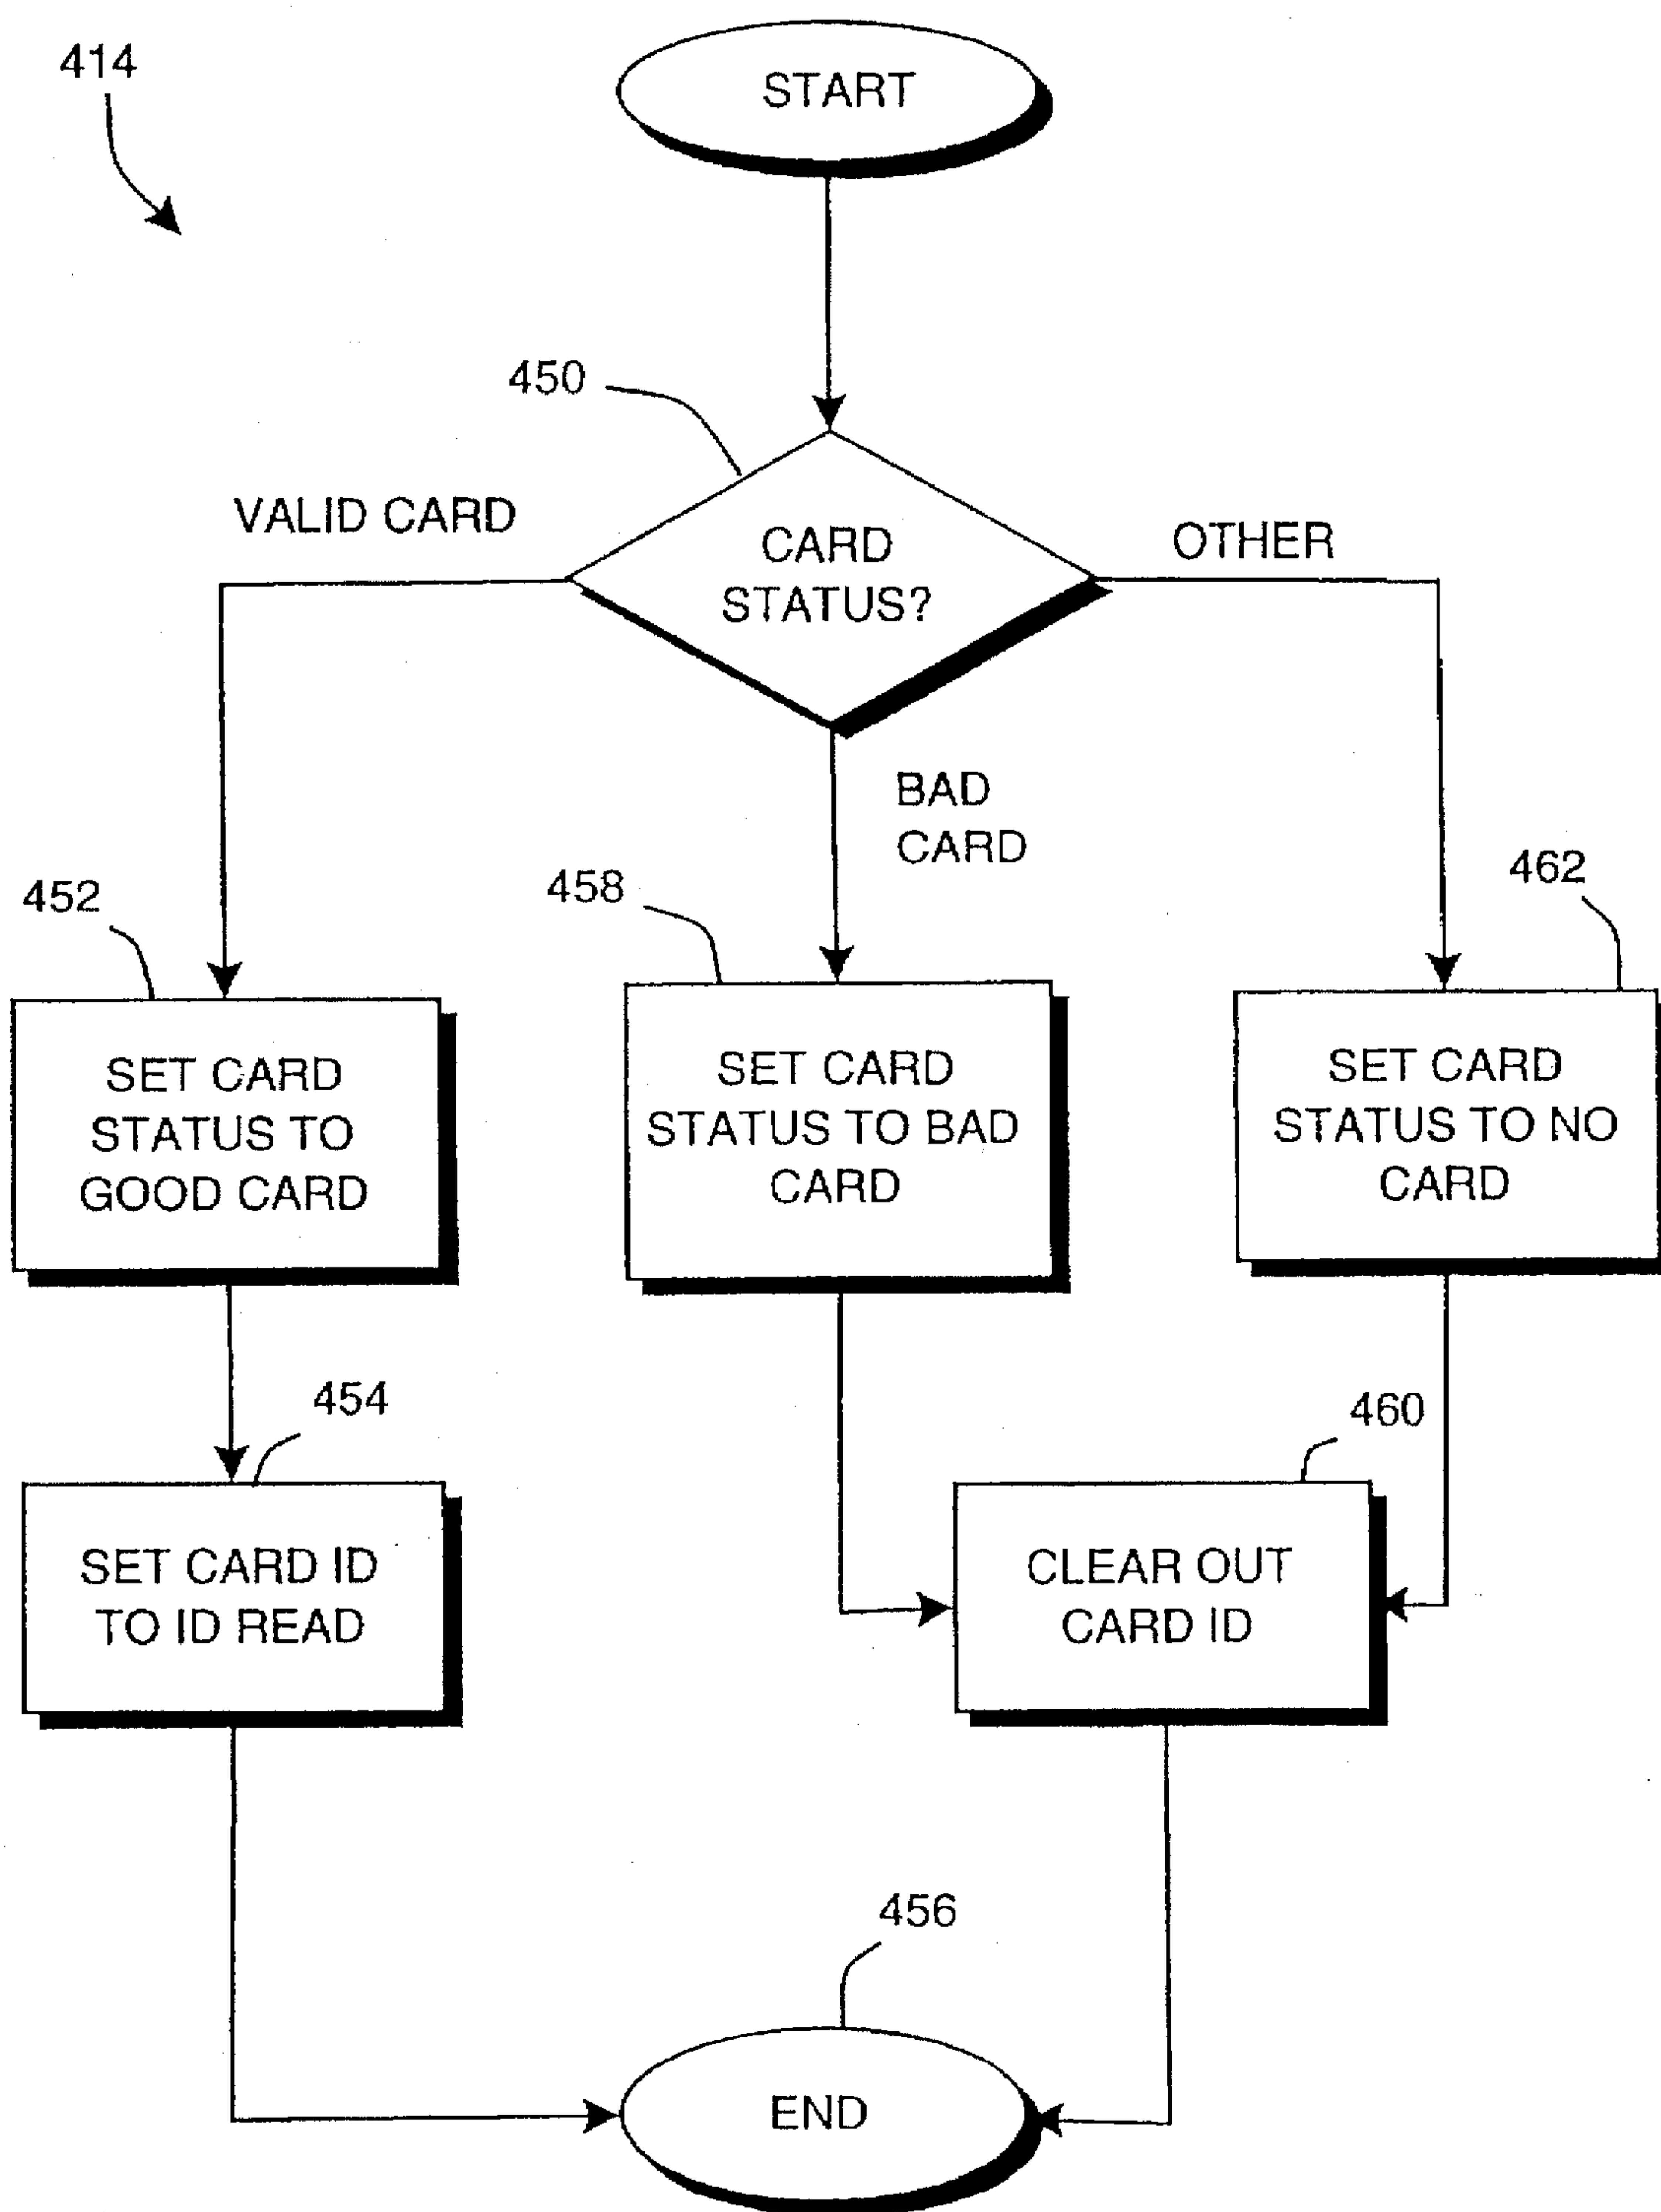 414
START
450
VALID CARD
CARD
STATUS?
OTHER
BAD
CARD
452
458
462
SET CARD
STATUS TO
GOOD CARD
SET CARD
STATUS TO BAD
CARD
SET CARD
STATUS TO NO
CARD
454
460
SET CARD ID
TO ID READ
CLEAR OUT
CARD ID
456
END